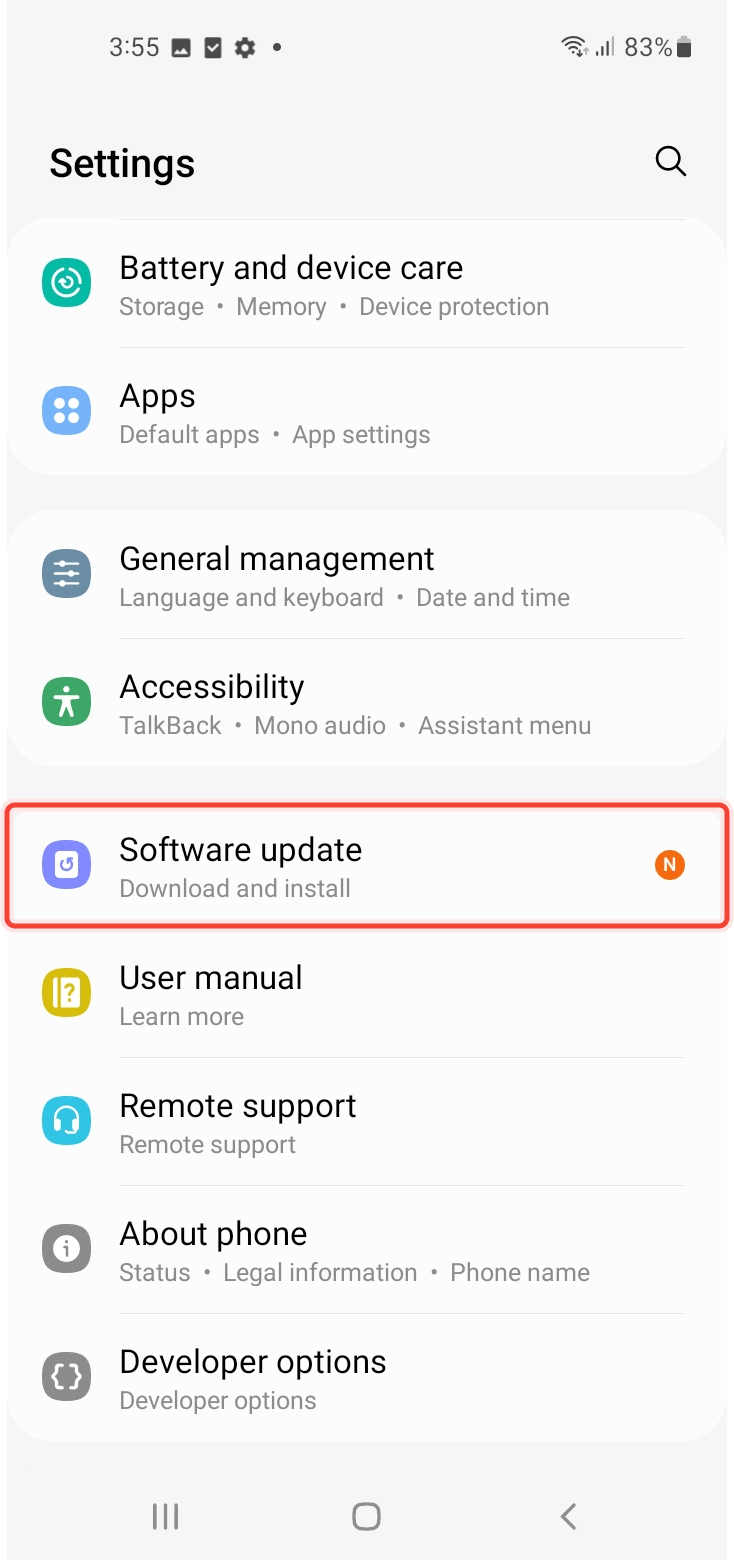 3:55 83%
Settings
Battery and device care
Storage • Memory • Device protection
Apps
Default apps • App settings
General management
Language and keyboard • Date and time
Accessibility
TalkBack • Mono audio • Assistant menu
Software update
N
Download and install
User manual
Learn more
Remote support
Remote support
About phone
Status • Legal information • Phone name
Developer options
Developer options